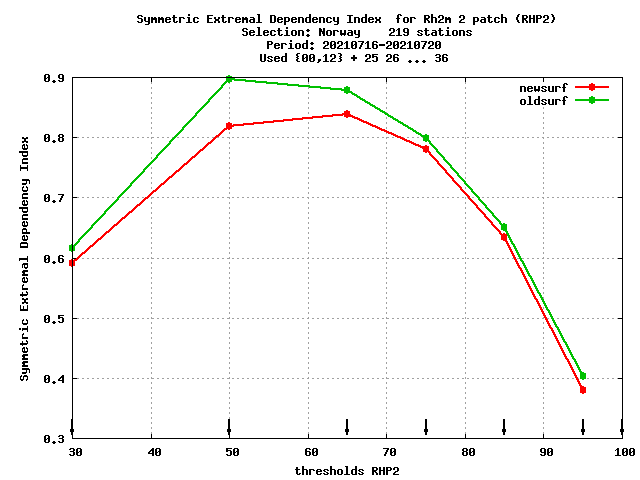 Symmetric Extremal Dependency Index  for Rh2m 2 patch (RHP2)
Selection: Norway    219 stations
Period: 20210716-20210720
Used {00,12} + 25 26 ... 36
newsurf
oldsurf
0.9
0.8
0.7
0.6
0.5
0.4
0.3
Symmetric Extremal Dependency Index
30 40 50 60 70 80 90 100
thresholds RHP2